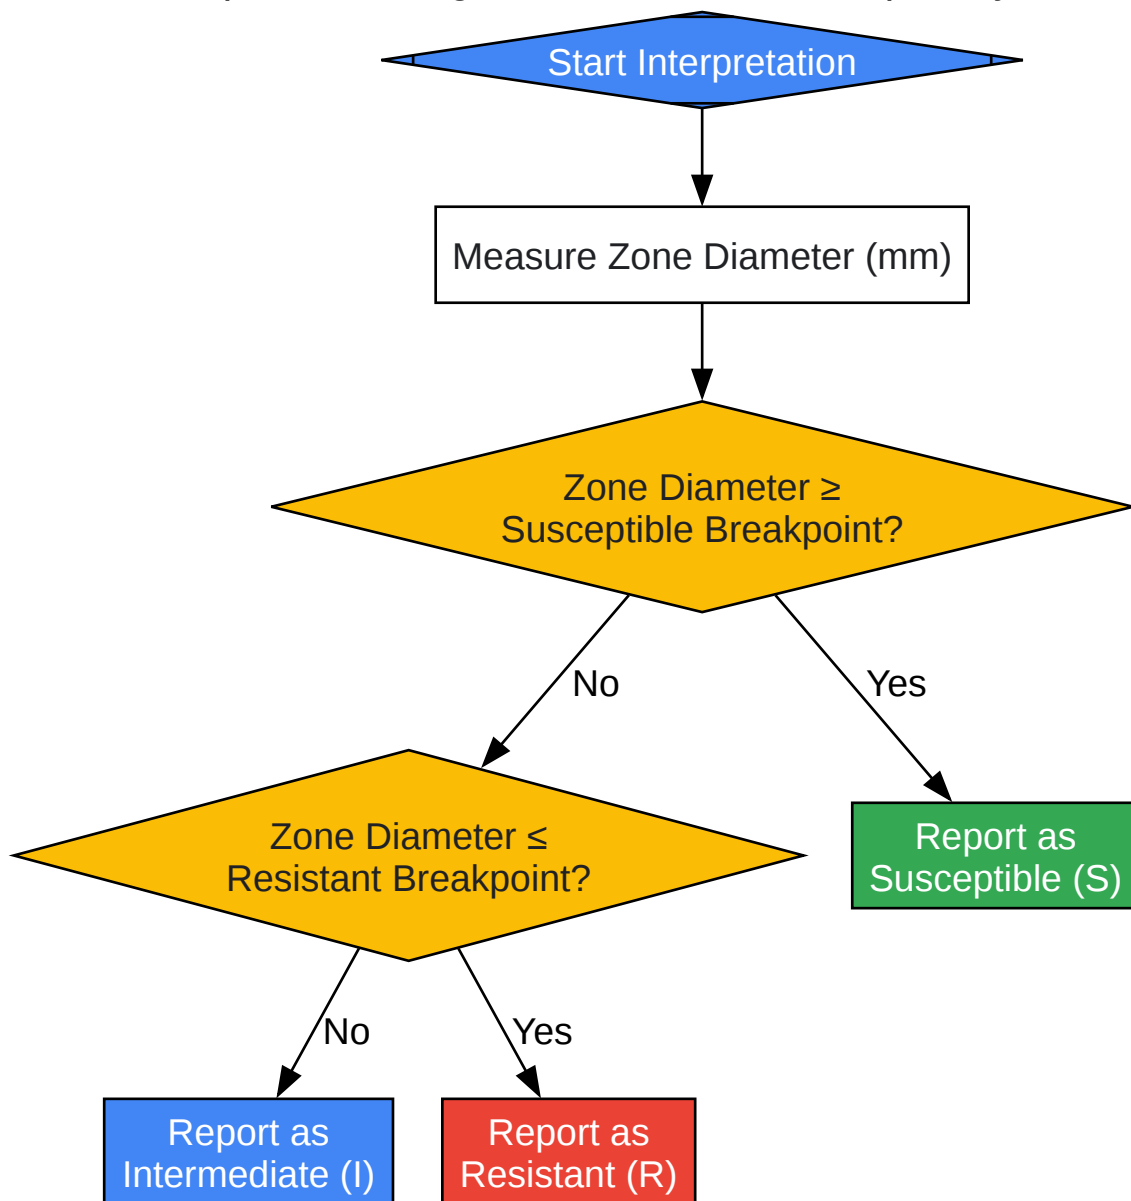 Start Interpretation
Measure Zone Diameter (mm)
Zone Diameter ≥
Susceptible Breakpoint?
No
Yes
Zone Diameter ≤
Resistant Breakpoint?
Report as
Susceptible (S)
No
Yes
Report as
Intermediate (I)
Report as
Resistant (R)